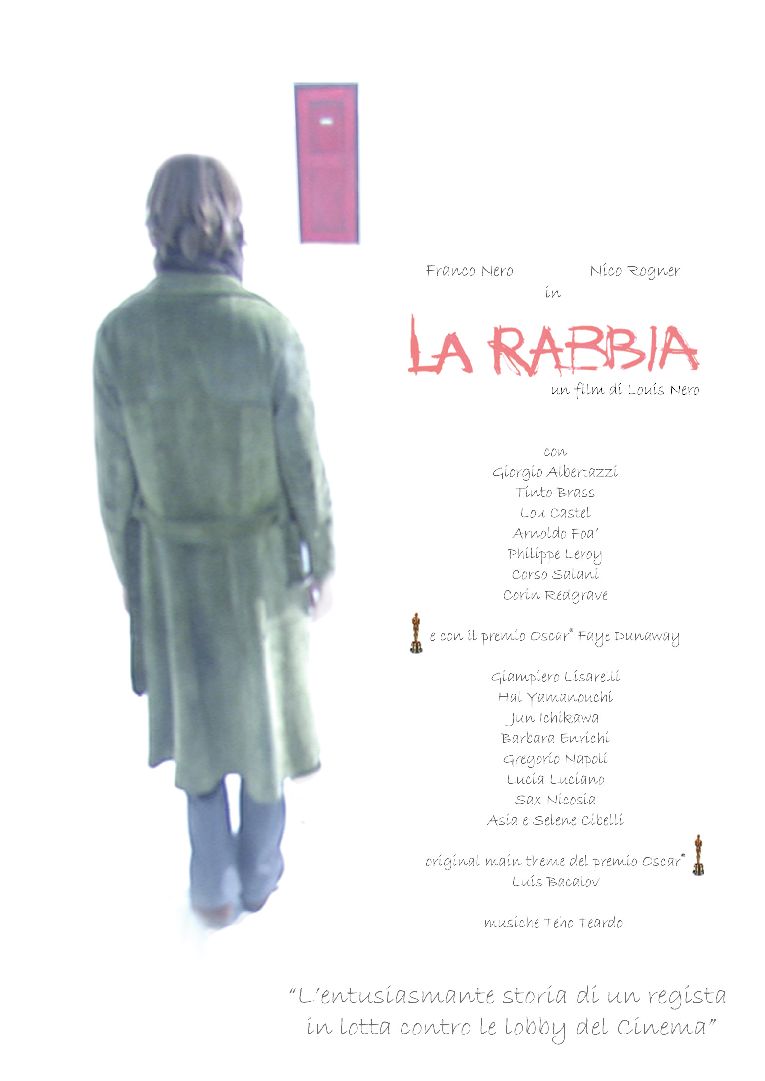 Franco Nero Nico Rogner
in
LA RABBIA
un film di Louis Nero
con
Giorgio Albertazzi
Tinto Brass
Lou Castel
Arnoldo Foa'
Philippe Leroy
Corso Salani
Corin Redgrave
e con il premio Oscar® Faye Dunaway
Giampiero Lisarelli
Hal Yamanouchi
Jun Ichikawa
Barbara Enrichi
Gregorio Napoli
Lucia Luciano
Sax Nicosia
Asia e Selene Cibelli
original main theme del premio Oscar®
Luis Bacalov
musiche Teho Teardo
“L'entusiasmante storia di un regista
in lotta contro le lobby del Cinema”